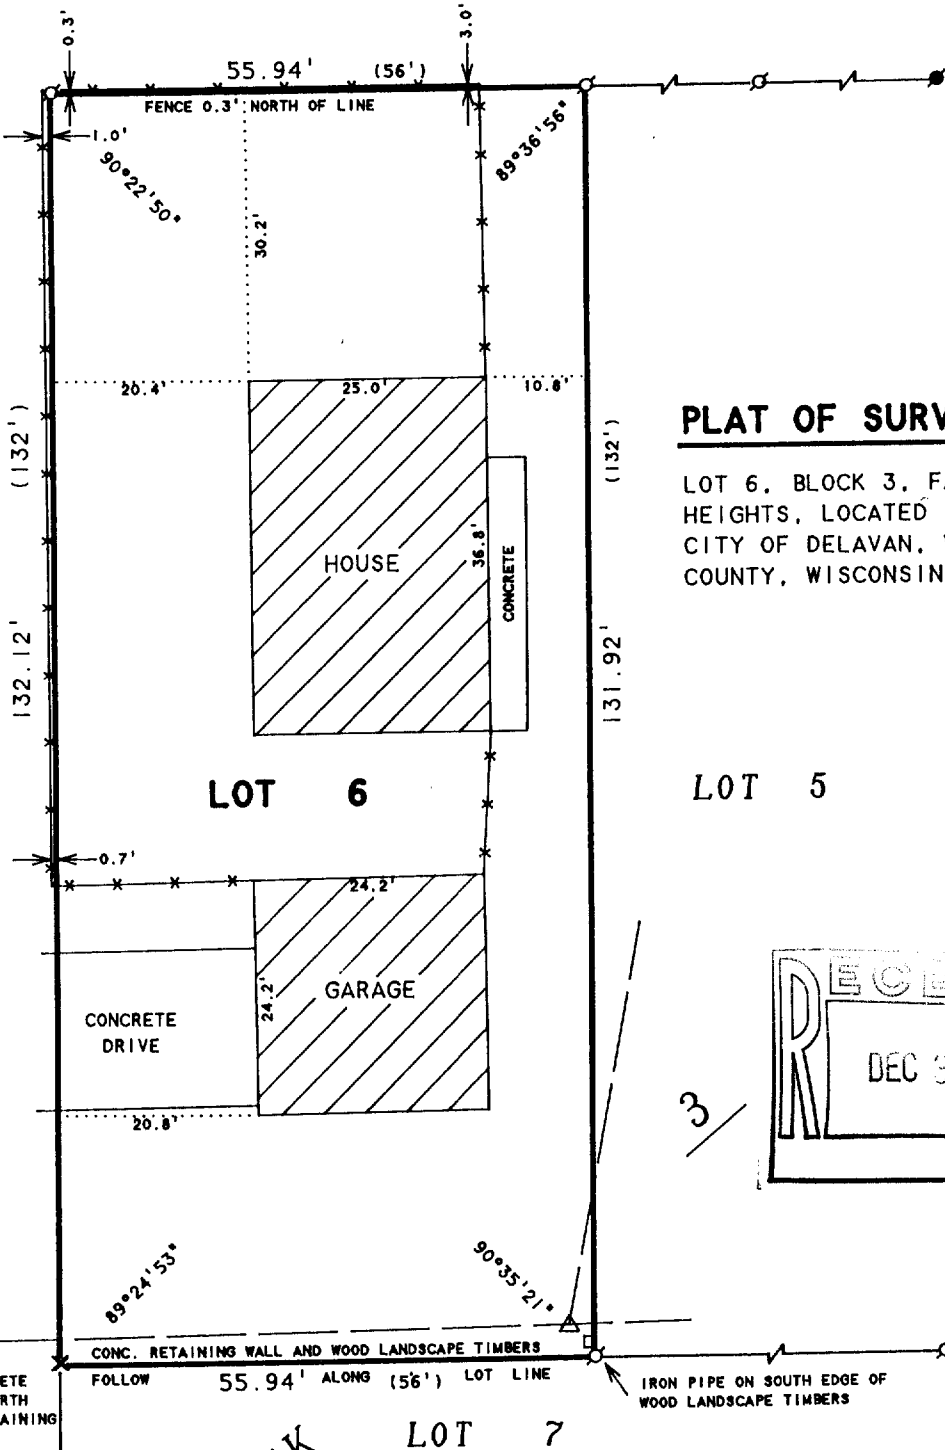 0.3'
3.0'
55.94' (56')
FENCE 0.3' NORTH OF LINE
1.0'
90°22'50"
89°36'56"
30.2'
20.4'
25.0'
10.8'
(132')
(132')
PLAT OF SURV
LOT 6, BLOCK 3, F
HEIGHTS, LOCATED
CITY OF DELAVAN,
COUNTY, WISCONSIN
HOUSE
36.8'
CONCRETE
132.12'
131.92'
LOT 6
LOT 5
0.7'
24.2'
24.2'
GARAGE
CONCRETE
DRIVE
20.8'
3
RECE
DEC 3
89°24'53"
90°35'21"
CONC. RETAINING WALL AND WOOD LANDSCAPE TIMBERS
FOLLOW 55.94' ALONG (56') LOT LINE
ETE
RTH
AINING
IRON PIPE ON SOUTH EDGE OF
WOOD LANDSCAPE TIMBERS
K
LOT 7